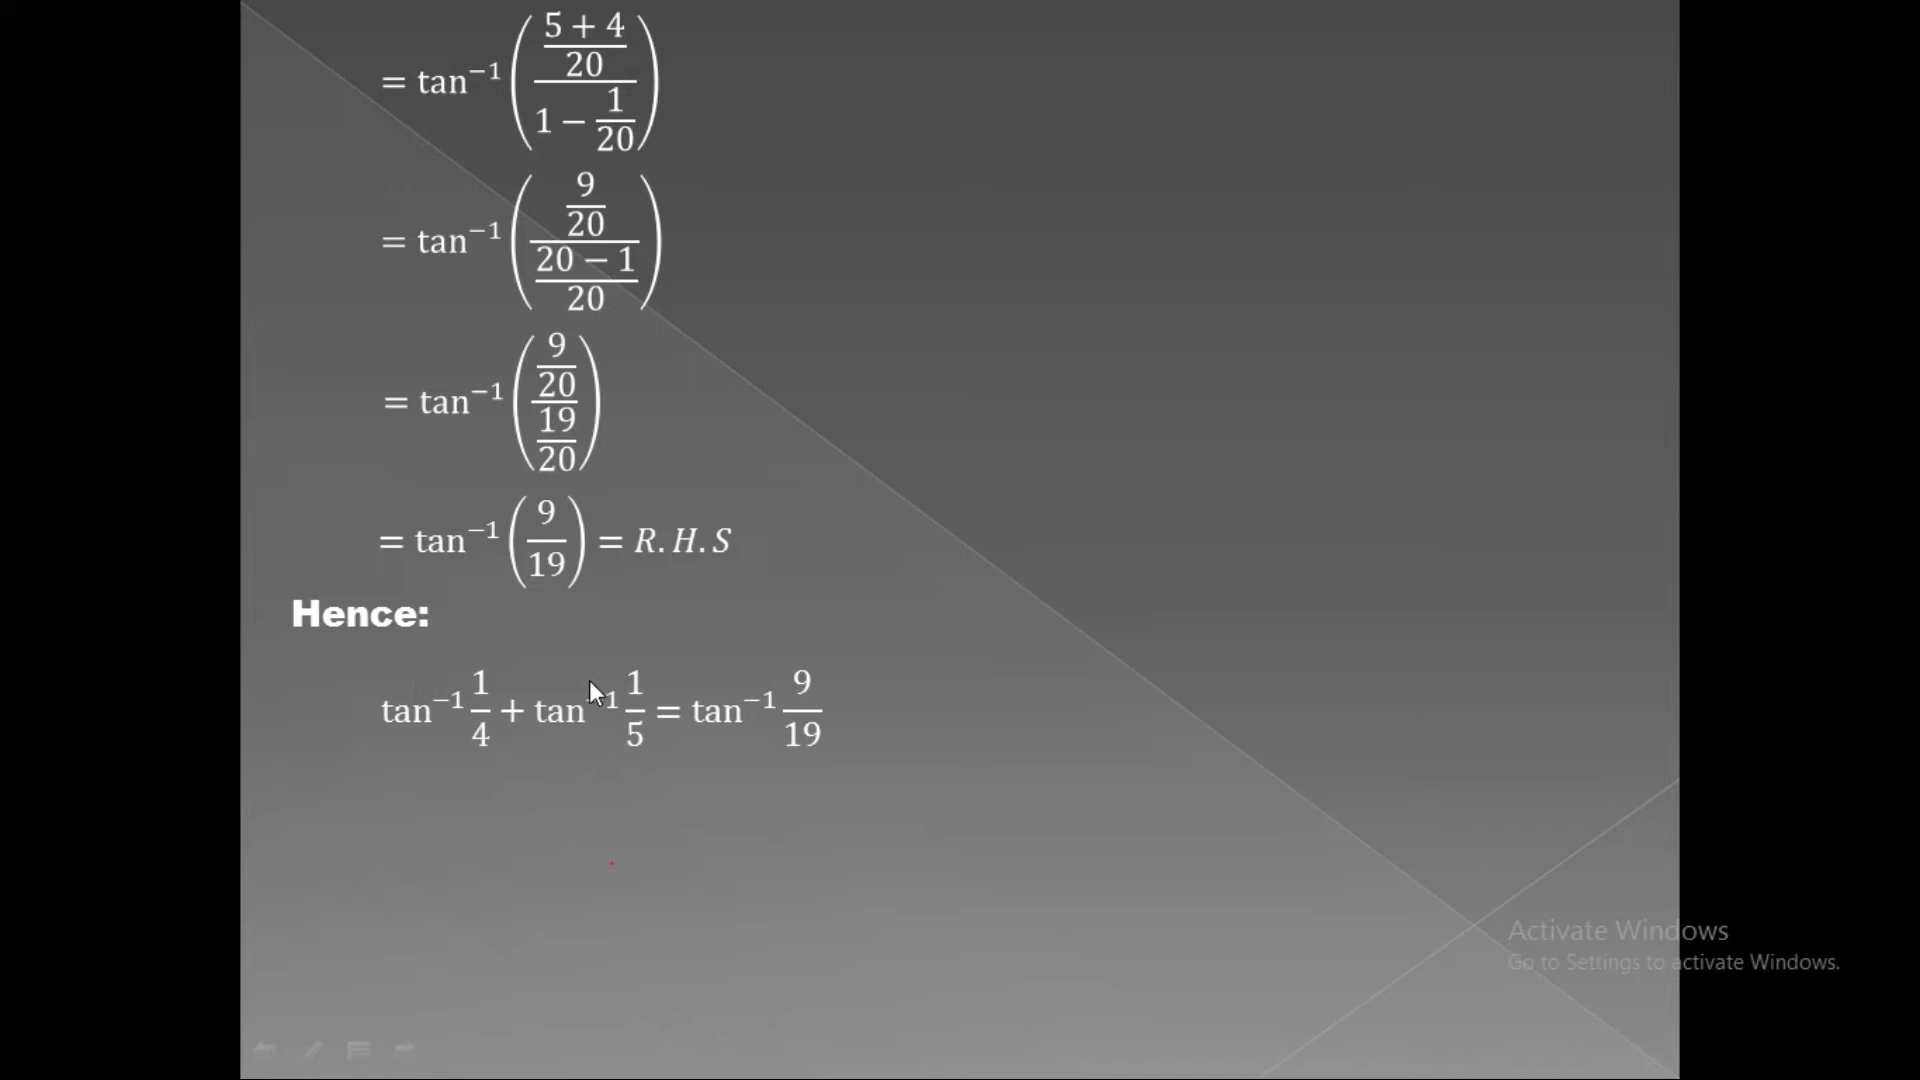 = tan⁻¹ ( ((5 + 4)/20) / (1 − 1/20) )
= tan⁻¹ ( (9/20) / ((20 − 1)/20) )
= tan⁻¹ ( (9/20) / (19/20) )
= tan⁻¹ (9/19) = R.H.S
Hence:
tan⁻¹ 1/4 + tan⁻¹ 1/5 = tan⁻¹ 9/19
Activate Windows
Go to Settings to activate Windows.